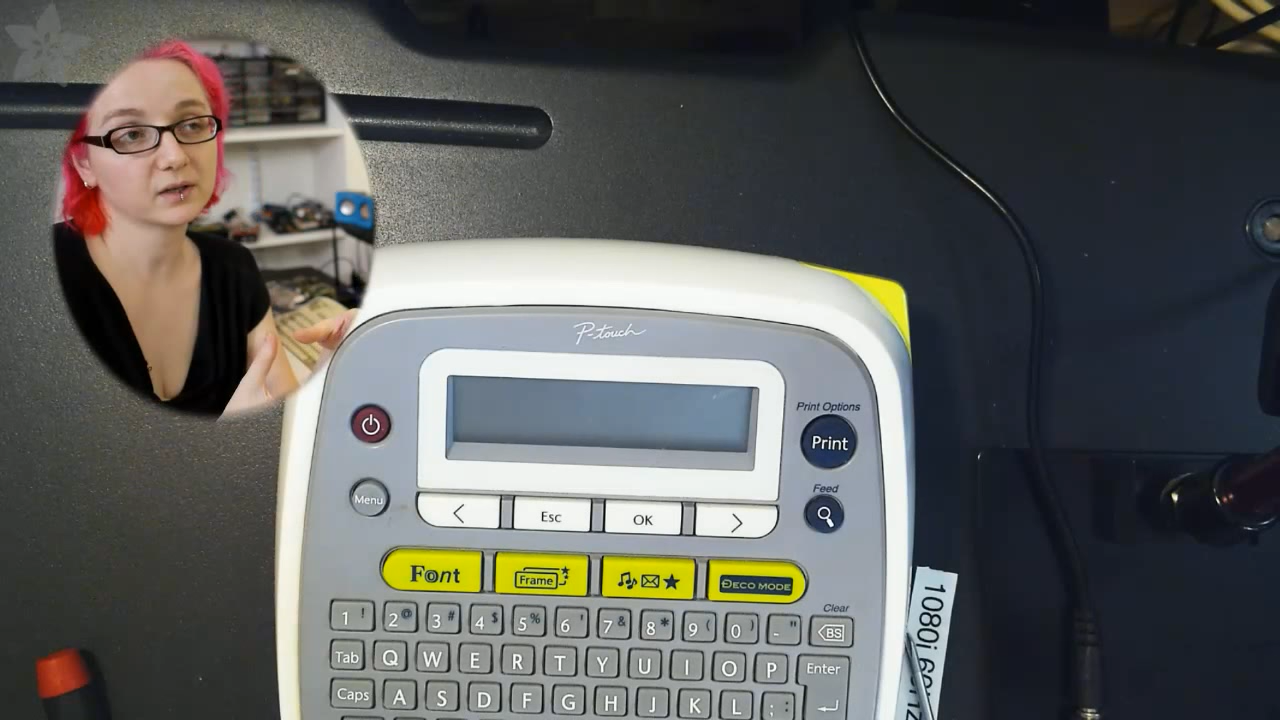 P-touch
Print Options
Print
Menu
Feed
< Esc OK >
Font Frame DECO MODE
Clear
1 ! 2 @ 3 # 4 $ 5 % 6 ' 7 & 8 * 9 ( 0 ) - " BS
Tab Q W E R T Y U I O P Enter
Caps A S D F G H J K L ; :
1080i